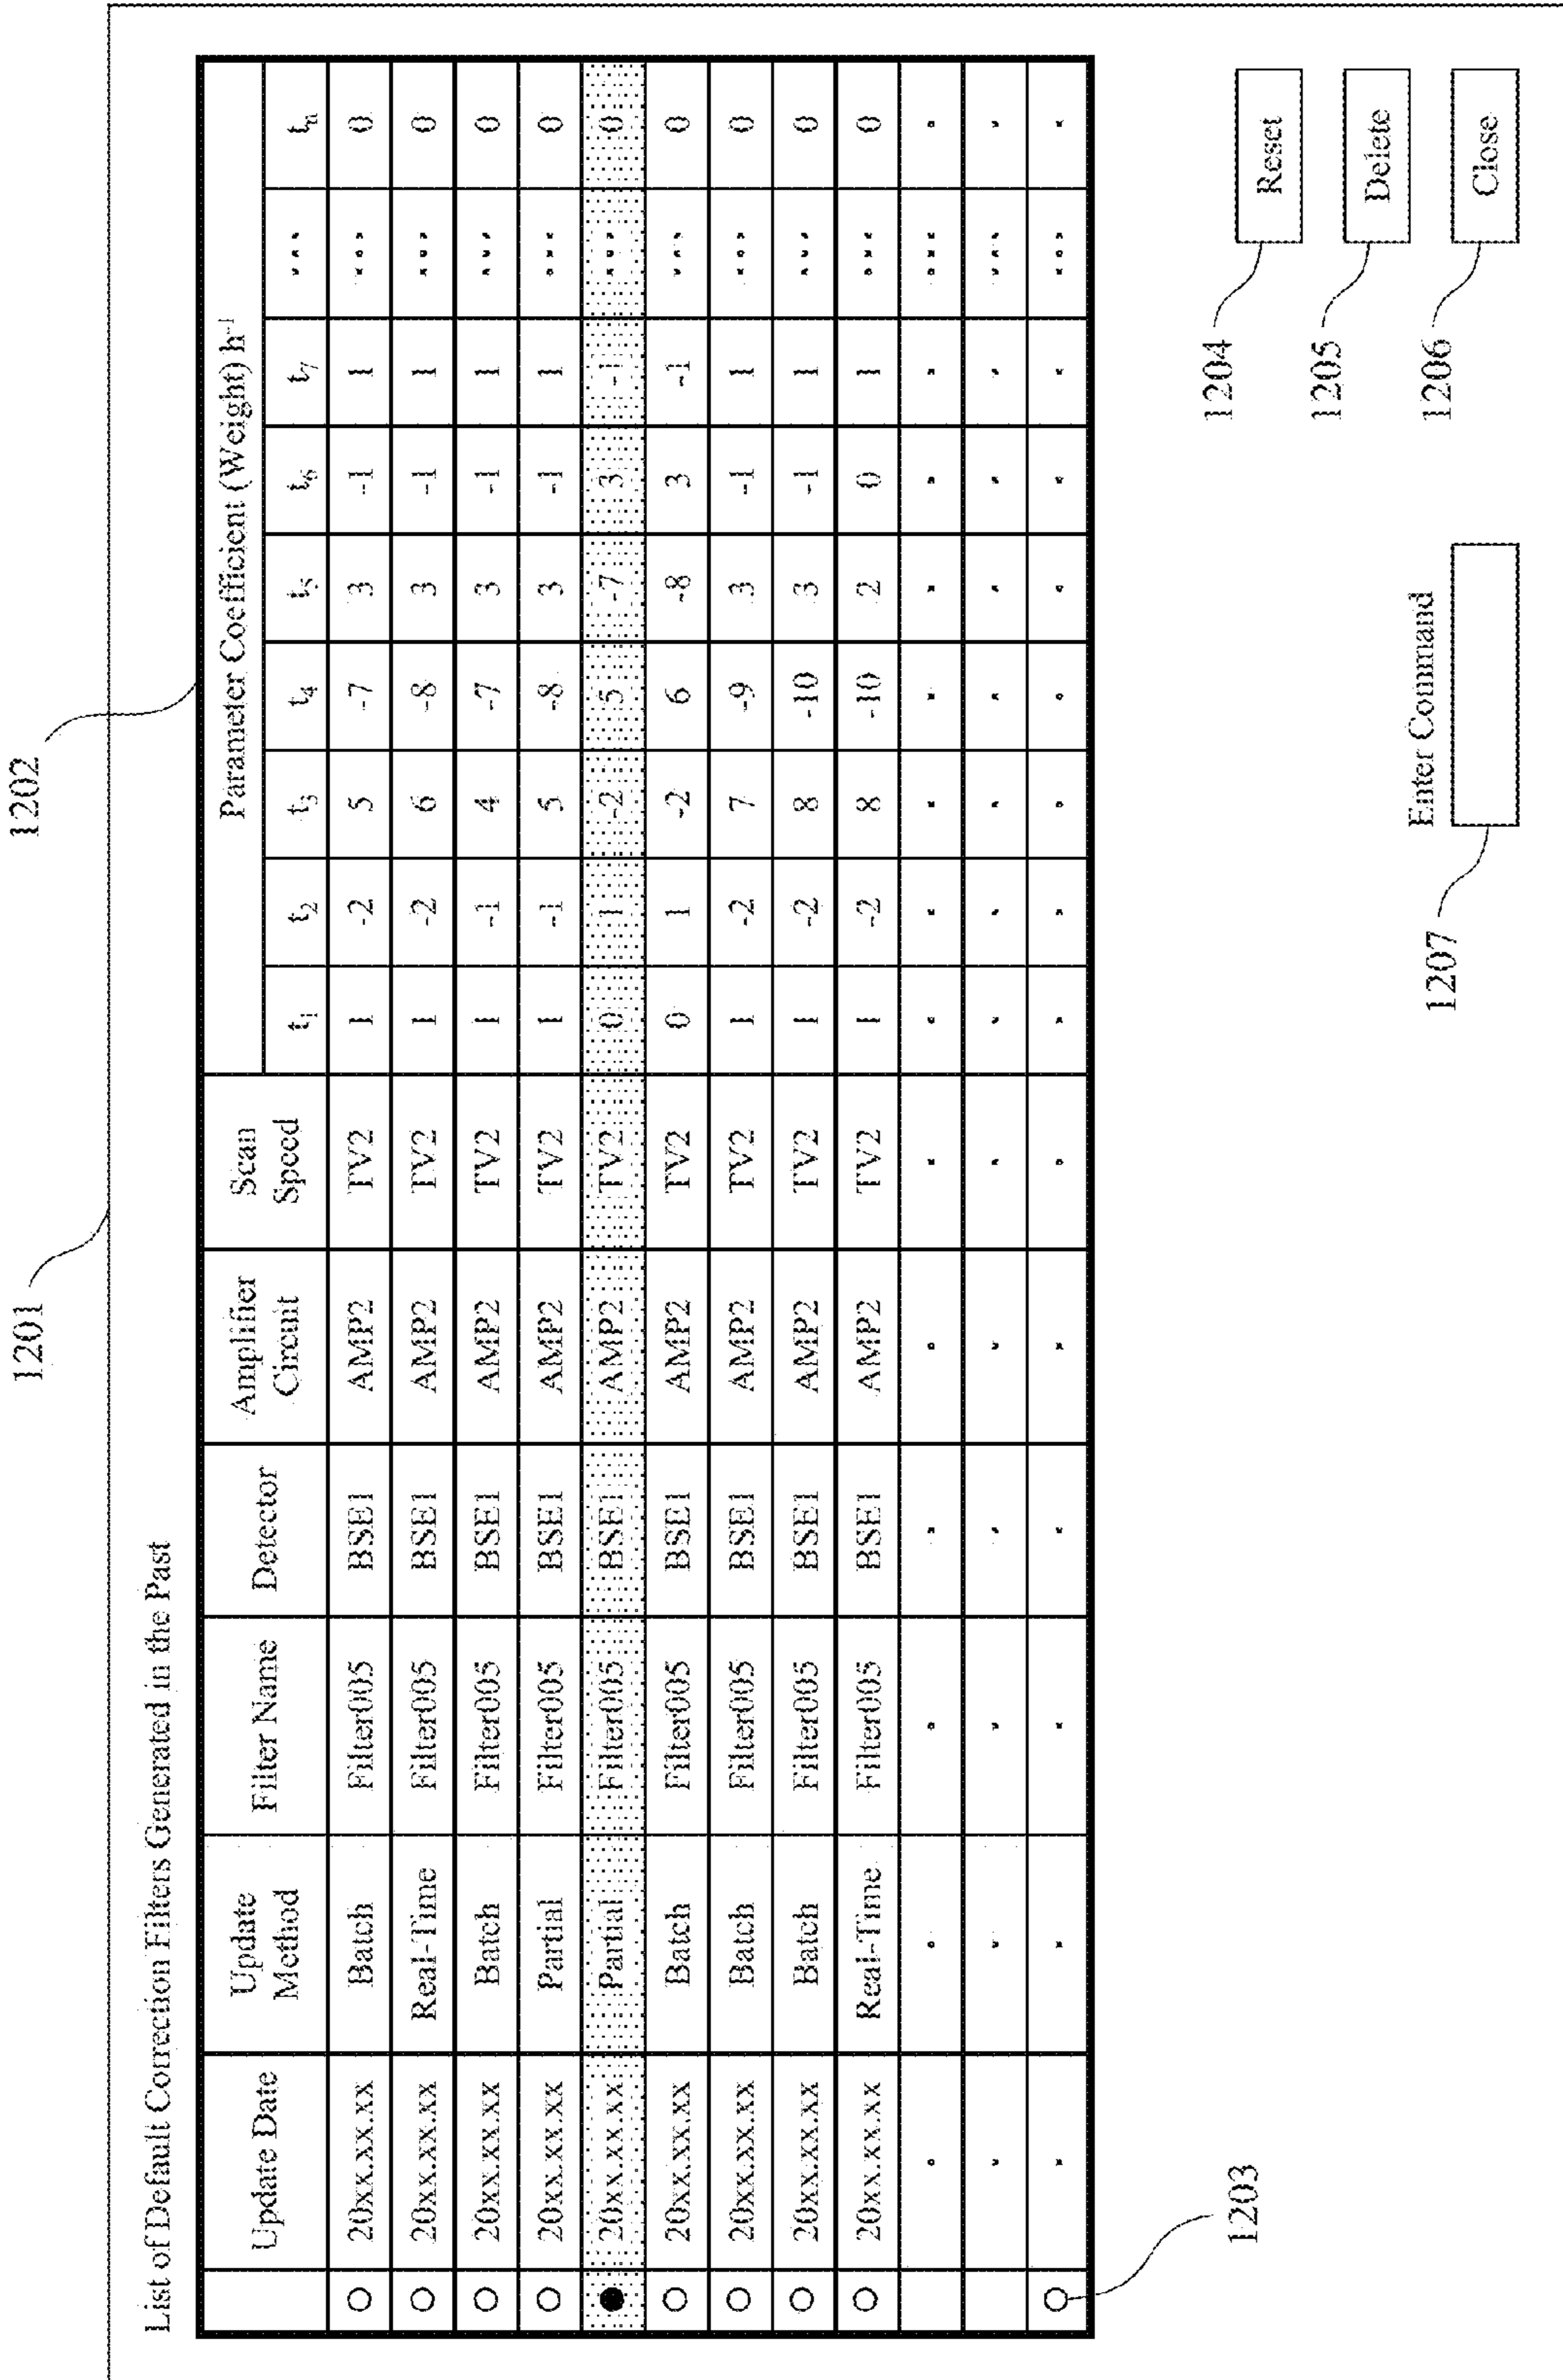 1201
1202
List of Default Correction Filters Generated in the Past
Update Date Update Method Filter Name Detector Amplifier Circuit Scan Speed Parameter Coefficient (Weight) h⁻¹
t₁ t₂ t₃ t₄ t₅ t₆ t₇ ... tₙ
20xx.xx.xx Batch Filter005 BSE1 AMP2 TV2 1 -2 5 -7 3 -1 1 ... 0
20xx.xx.xx Real-Time Filter005 BSE1 AMP2 TV2 1 -2 6 -8 3 -1 1 ... 0
20xx.xx.xx Batch Filter005 BSE1 AMP2 TV2 1 -1 4 -7 3 -1 1 ... 0
20xx.xx.xx Partial Filter005 BSE1 AMP2 TV2 1 -1 5 -8 3 -1 1 ... 0
20xx.xx.xx Partial Filter005 BSE1 AMP2 TV2 0 1 -2 5 -7 3 -1 ... 0
20xx.xx.xx Batch Filter005 BSE1 AMP2 TV2 0 1 -2 6 -8 3 -1 ... 0
20xx.xx.xx Batch Filter005 BSE1 AMP2 TV2 1 -2 7 -9 3 -1 1 ... 0
20xx.xx.xx Batch Filter005 BSE1 AMP2 TV2 1 -2 8 -10 3 -1 1 ... 0
20xx.xx.xx Real-Time Filter005 BSE1 AMP2 TV2 1 -2 8 -10 2 0 1 ... 0
1203
1204 Reset
1205 Delete
Enter Command
1207
1206 Close